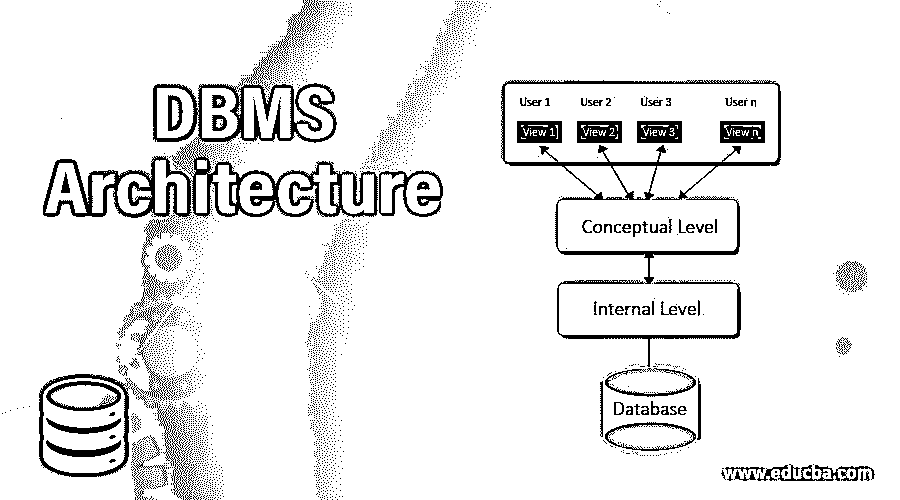 DBMS
Architecture
User 1 User 2 User 3 User n
View 1 View 2 View 3 View n
Conceptual Level
Internal Level
Database
www.educba.com